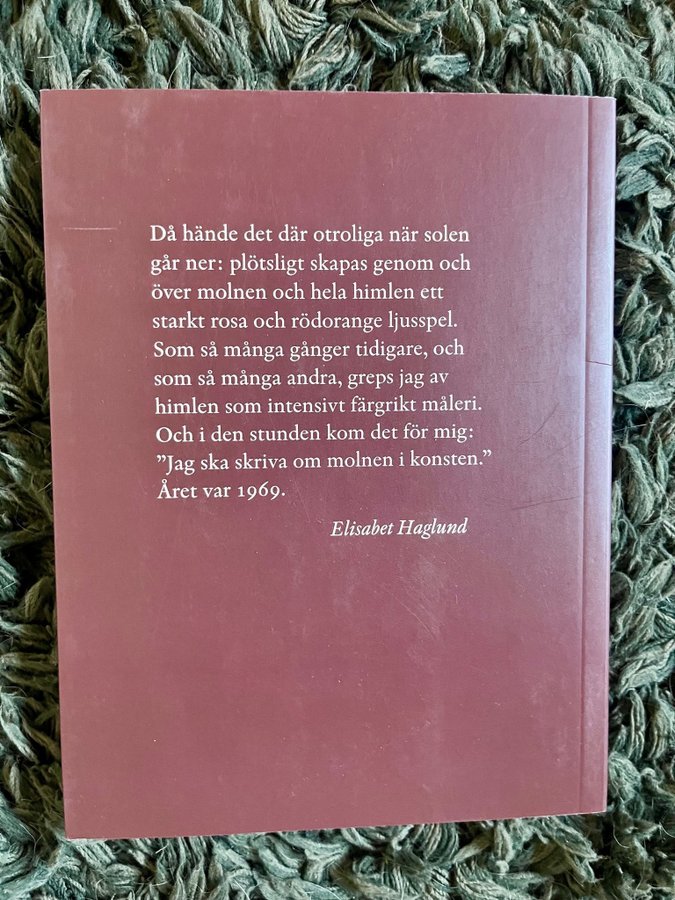 Då hände det där otroliga när solen
går ner: plötsligt skapas genom och
över molnen och hela himlen ett
starkt rosa och rödorange ljusspel.
Som så många gånger tidigare, och
som så många andra, greps jag av
himlen som intensivt färgrikt måleri.
Och i den stunden kom det för mig:
”Jag ska skriva om molnen i konsten.”
Året var 1969.
Elisabet Haglund